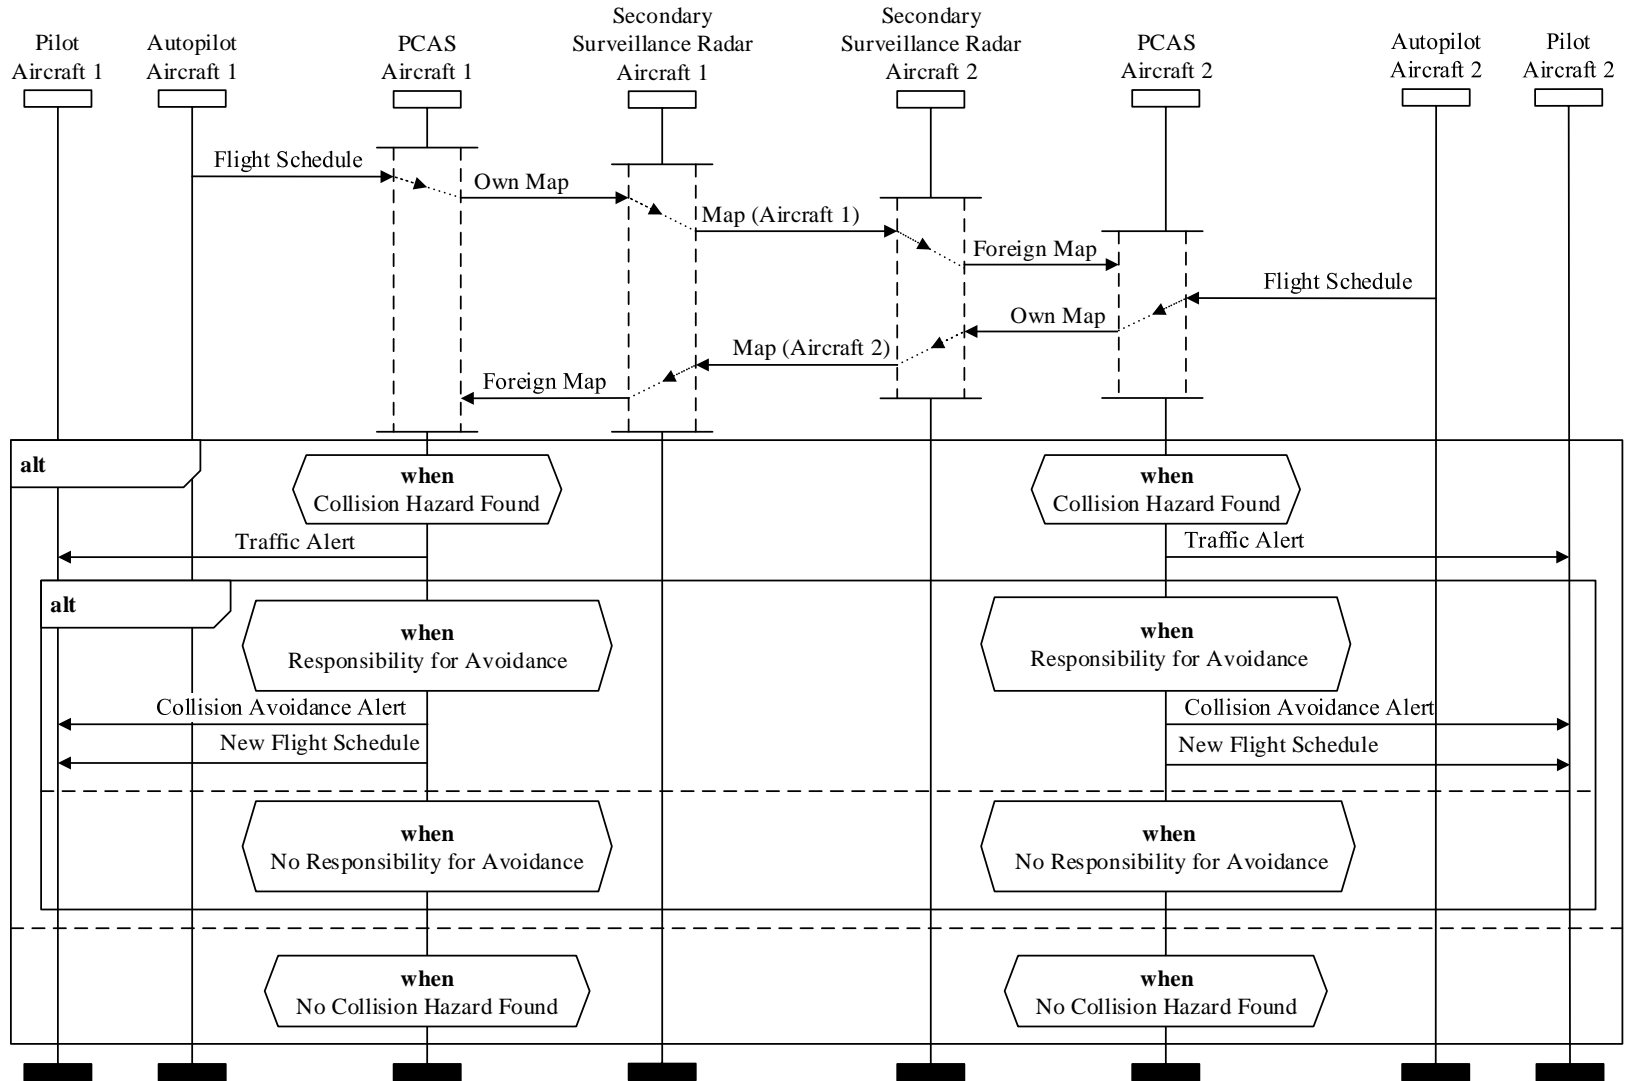 Pilot
Aircraft 1
Autopilot
Aircraft 1
PCAS
Aircraft 1
Secondary
Surveillance Radar
Aircraft 1
Secondary
Surveillance Radar
Aircraft 2
PCAS
Aircraft 2
Autopilot
Aircraft 2
Pilot
Aircraft 2
Flight Schedule
Own Map
Map (Aircraft 1)
Foreign Map
Flight Schedule
Own Map
Map (Aircraft 2)
Foreign Map
alt
when
Collision Hazard Found
when
Collision Hazard Found
Traffic Alert
Traffic Alert
alt
when
Responsibility for Avoidance
when
Responsibility for Avoidance
Collision Avoidance Alert
Collision Avoidance Alert
New Flight Schedule
New Flight Schedule
when
No Responsibility for Avoidance
when
No Responsibility for Avoidance
when
No Collision Hazard Found
when
No Collision Hazard Found